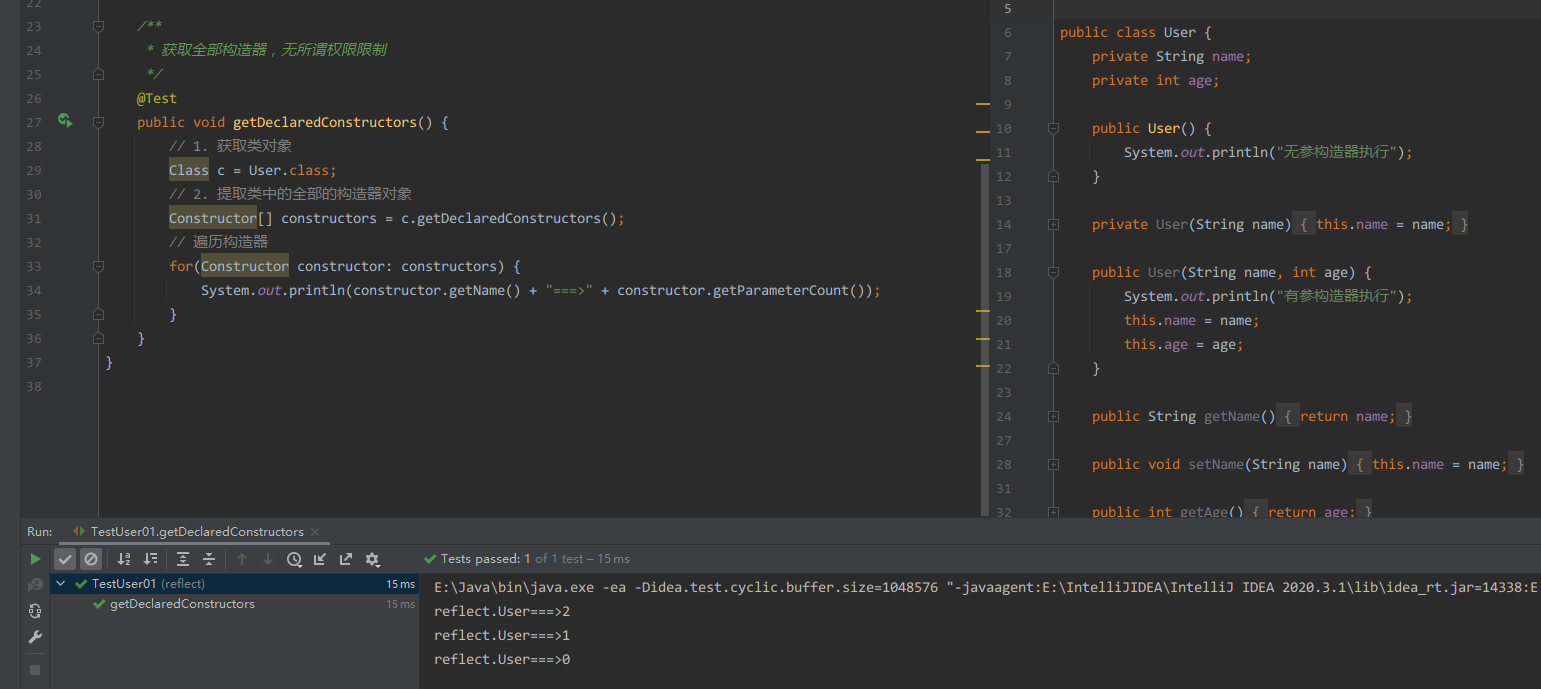 22
23 /**
24 * 获取全部构造器，无所谓权限限制
25 */
26 @Test
27 public void getDeclaredConstructors() {
28 // 1. 获取类对象
29 Class c = User.class;
30 // 2. 提取类中的全部的构造器对象
31 Constructor[] constructors = c.getDeclaredConstructors();
32 // 遍历构造器
33 for(Constructor constructor: constructors) {
34 System.out.println(constructor.getName() + "===>" + constructor.getParameterCount());
35 }
36 }
37 }
38
5
6 public class User {
7 private String name;
8 private int age;
9
10 public User() {
11 System.out.println("无参构造器执行");
12 }
13
14 private User(String name) { this.name = name; }
17
18 public User(String name, int age) {
19 System.out.println("有参构造器执行");
20 this.name = name;
21 this.age = age;
22 }
23
24 public String getName() { return name; }
27
28 public void setName(String name) { this.name = name; }
31
32 public int getAge() { return age; }
Run: TestUser01.getDeclaredConstructors
Tests passed: 1 of 1 test – 15 ms
TestUser01 (reflect) 15 ms
getDeclaredConstructors 15 ms
E:\Java\bin\java.exe -ea -Didea.test.cyclic.buffer.size=1048576 "-javaagent:E:\IntelliJIDEA\IntelliJ IDEA 2020.3.1\lib\idea_rt.jar=14338:E
reflect.User===>2
reflect.User===>1
reflect.User===>0